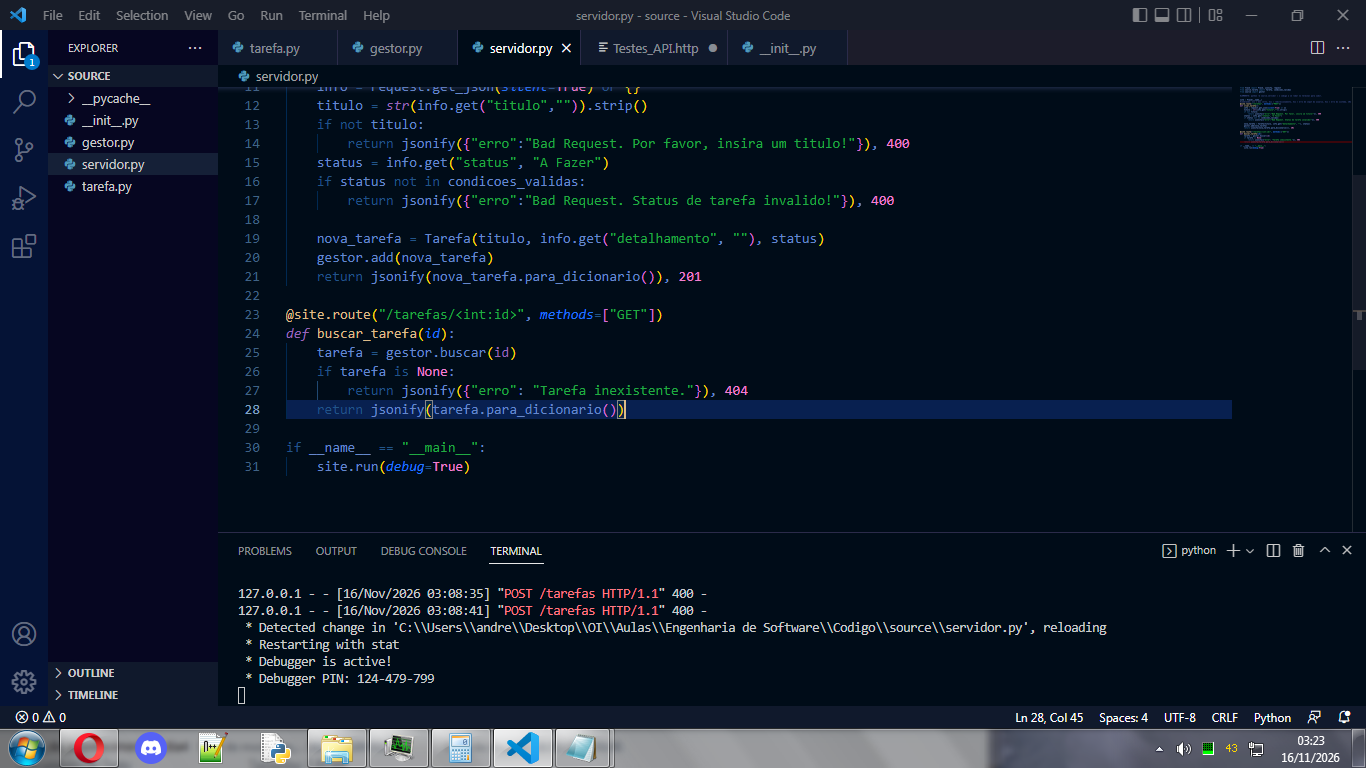 File Edit Selection View Go Run Terminal Help
servidor.py - source - Visual Studio Code
EXPLORER
tarefa.py
gestor.py
servidor.py
Testes_API.http
__init__.py
1
SOURCE
__pycache__
__init__.py
gestor.py
servidor.py
tarefa.py
OUTLINE
TIMELINE
servidor.py
11 info = request.get_json(silent=True) or {}
12 titulo = str(info.get("titulo","")).strip()
13 if not titulo:
14 return jsonify({"erro":"Bad Request. Por favor, insira um titulo!"}), 400
15 status = info.get("status", "A Fazer")
16 if status not in condicoes_validas:
17 return jsonify({"erro":"Bad Request. Status de tarefa invalido!"}), 400
18
19 nova_tarefa = Tarefa(titulo, info.get("detalhamento", ""), status)
20 gestor.add(nova_tarefa)
21 return jsonify(nova_tarefa.para_dicionario()), 201
22
23 @site.route("/tarefas/<int:id>", methods=["GET"])
24 def buscar_tarefa(id):
25 tarefa = gestor.buscar(id)
26 if tarefa is None:
27 return jsonify({"erro": "Tarefa inexistente."}), 404
28 return jsonify(tarefa.para_dicionario())
29
30 if __name__ == "__main__":
31 site.run(debug=True)
PROBLEMS OUTPUT DEBUG CONSOLE TERMINAL
python
127.0.0.1 - - [16/Nov/2026 03:08:35] "POST /tarefas HTTP/1.1" 400 -
127.0.0.1 - - [16/Nov/2026 03:08:41] "POST /tarefas HTTP/1.1" 400 -
* Detected change in 'C:\\Users\\andre\\Desktop\\OI\\Aulas\\Engenharia de Software\\Codigo\\source\\servidor.py', reloading
* Restarting with stat
* Debugger is active!
* Debugger PIN: 124-479-799
0 0
Ln 28, Col 45 Spaces: 4 UTF-8 CRLF Python
43
03:23
16/11/2026